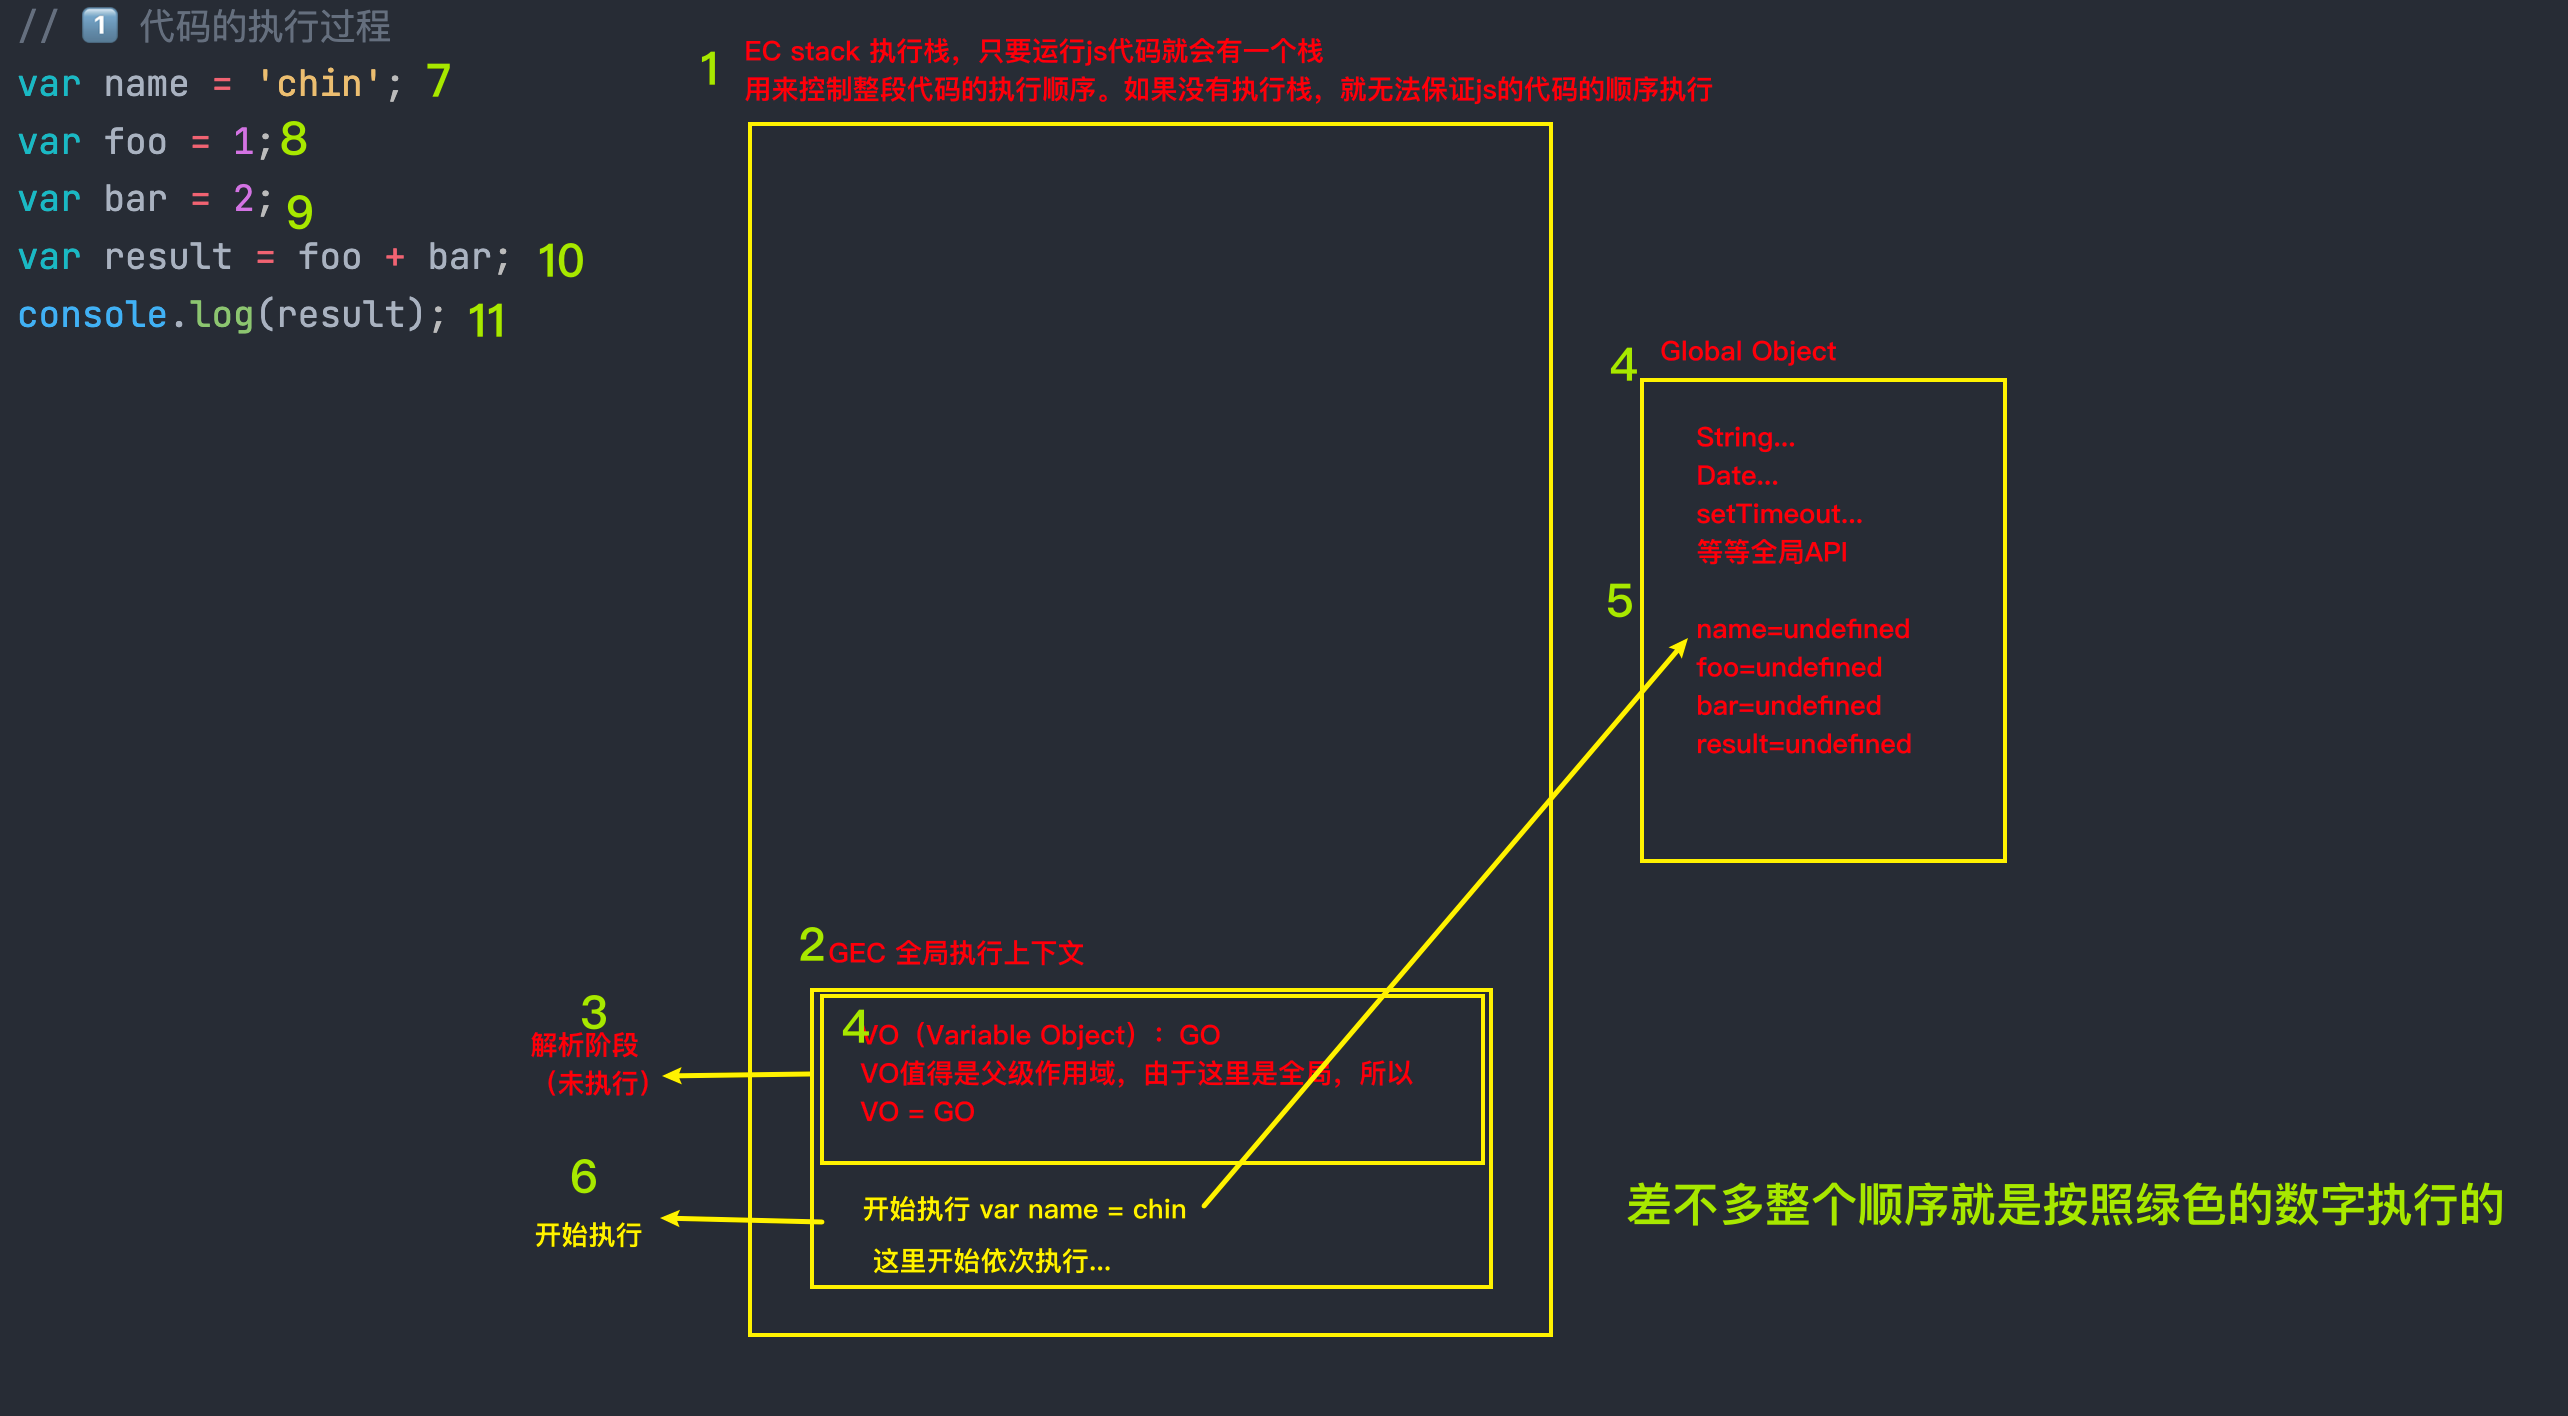 // 1️⃣ 代码的执行过程
var name = 'chin'; 7
var foo = 1; 8
var bar = 2; 9
var result = foo + bar; 10
console.log(result); 11
1
EC stack 执行栈，只要运行js代码就会有一个栈
用来控制整段代码的执行顺序。如果没有执行栈，就无法保证js的代码的顺序执行
4 Global Object
String...
Date...
setTimeout...
等等全局API
5
name=undefined
foo=undefined
bar=undefined
result=undefined
2 GEC 全局执行上下文
3
解析阶段
（未执行）
4 VO（Variable Object）：GO
VO值得是父级作用域，由于这里是全局，所以
VO = GO
6
开始执行
开始执行 var name = chin
这里开始依次执行...
差不多整个顺序就是按照绿色的数字执行的